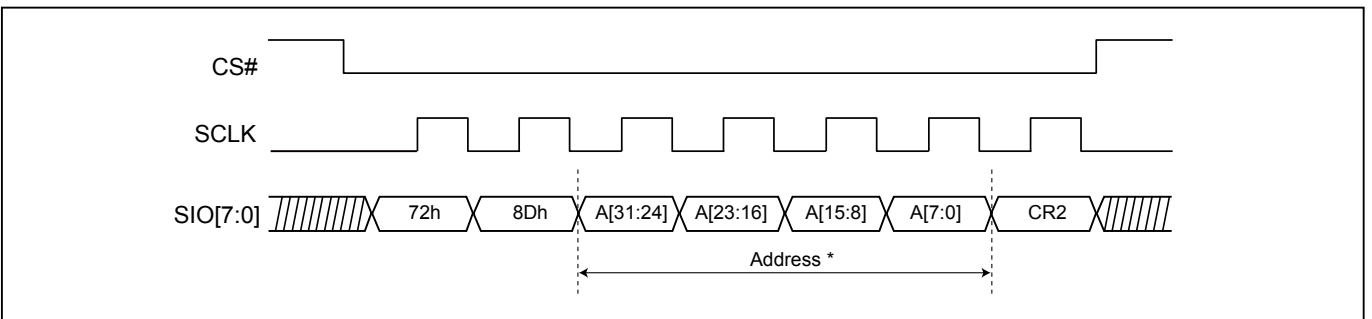 CS#
SCLK
SIO[7:0] 72h 8Dh A[31:24] A[23:16] A[15:8] A[7:0] CR2
Address *